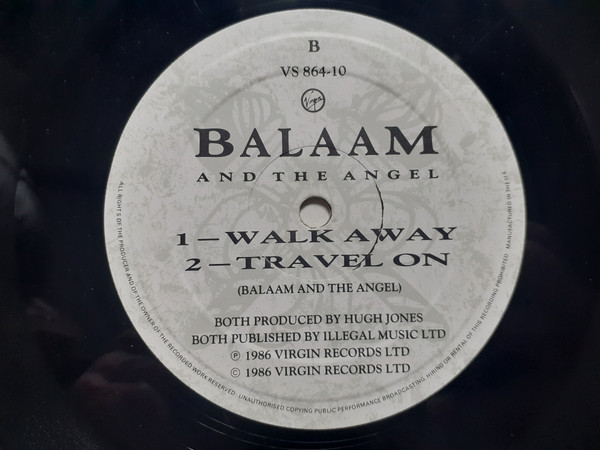 B
VS 864-10
Virgin
BALAAM
AND THE ANGEL
1 – WALK AWAY
2 – TRAVEL ON
(BALAAM AND THE ANGEL)
BOTH PRODUCED BY HUGH JONES
BOTH PUBLISHED BY ILLEGAL MUSIC LTD
℗ 1986 VIRGIN RECORDS LTD
© 1986 VIRGIN RECORDS LTD
ALL RIGHTS OF THE PRODUCER AND OF THE OWNER OF THE RECORDED WORK RESERVED. UNAUTHORISED COPYING PUBLIC PERFORMANCE BROADCASTING, HIRING OR RENTAL OF THIS RECORDING PROHIBITED. MANUFACTURED IN THE U.K.